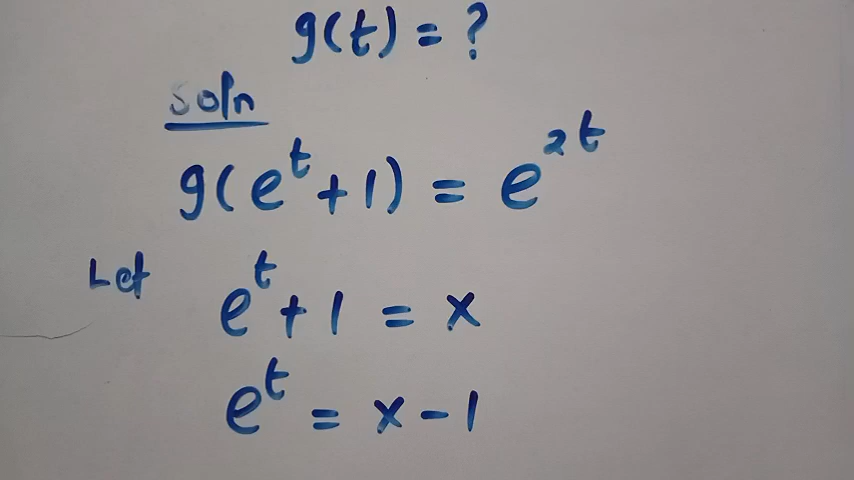 g(t) = ?
Soln
g(e^t + 1) = e^{2t}
Let e^t + 1 = x
e^t = x - 1